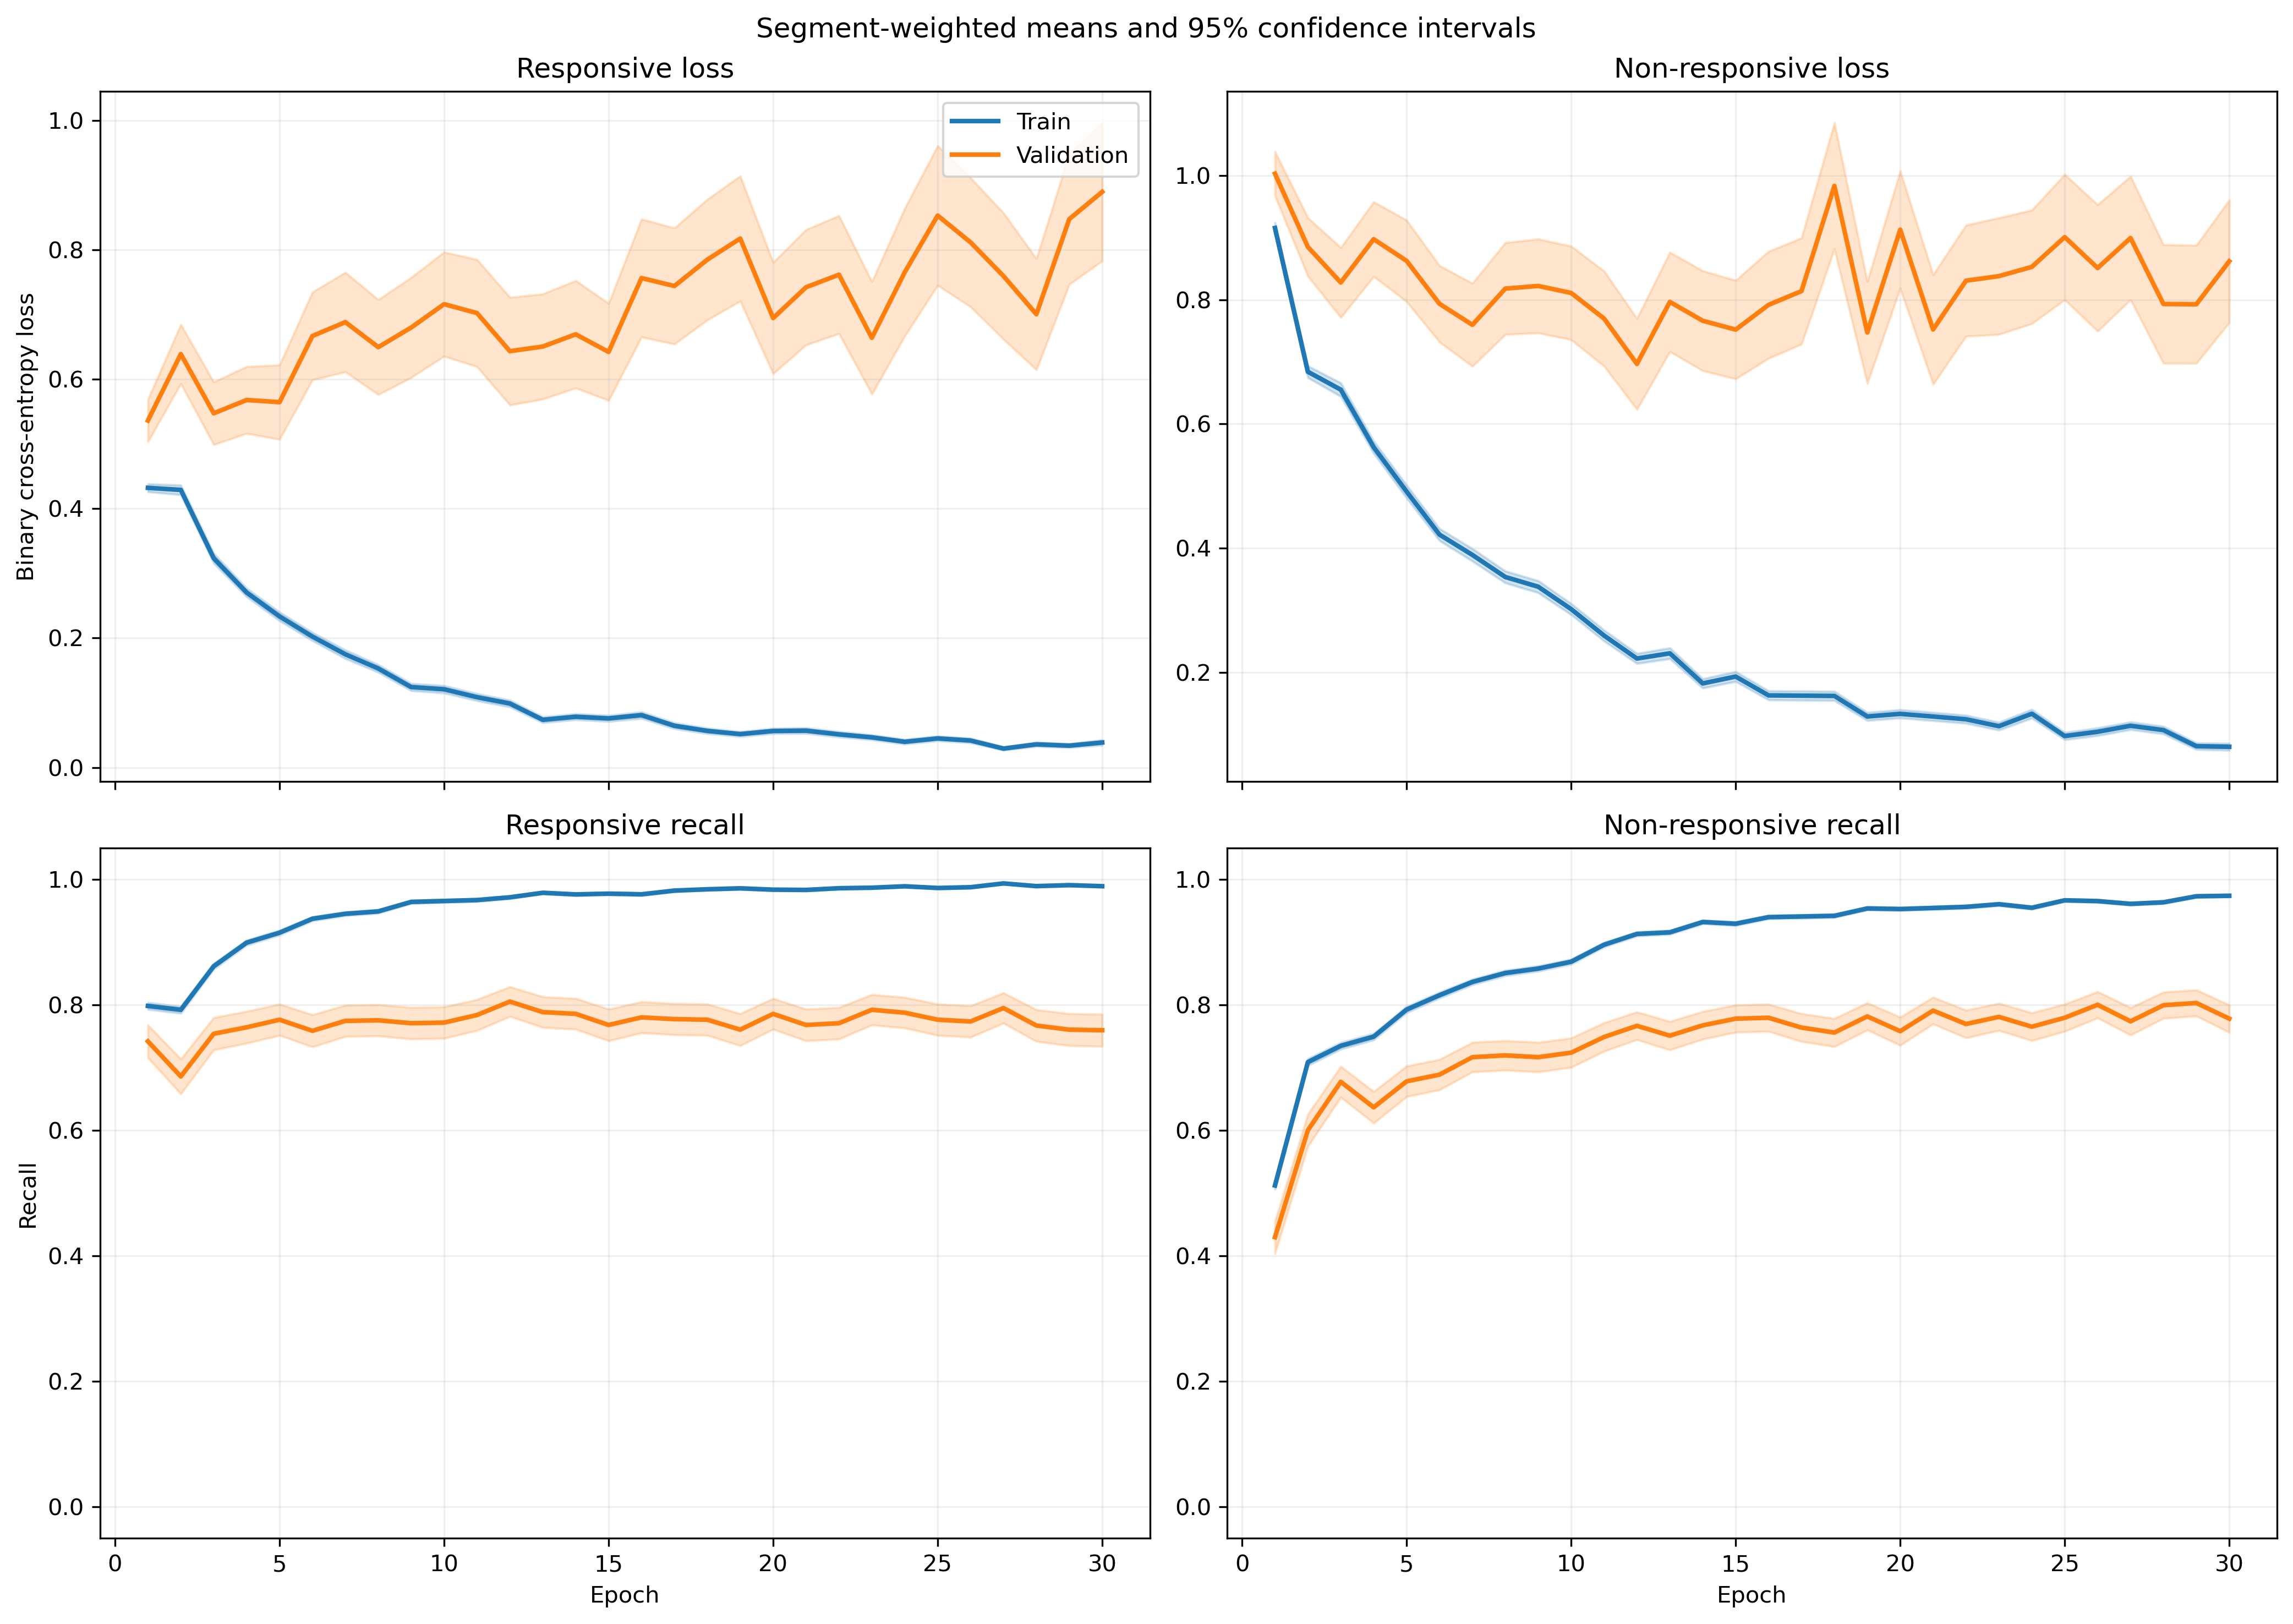 Segment-weighted means and 95% confidence intervals
Responsive loss
Non-responsive loss
Binary cross-entropy loss
1.0
0.8
0.6
0.4
0.2
0.0
Train
Validation
1.0
0.8
0.6
0.4
0.2
Responsive recall
Non-responsive recall
Recall
1.0
0.8
0.6
0.4
0.2
0.0
0 5 10 15 20 25 30
Epoch
1.0
0.8
0.6
0.4
0.2
0.0
0 5 10 15 20 25 30
Epoch